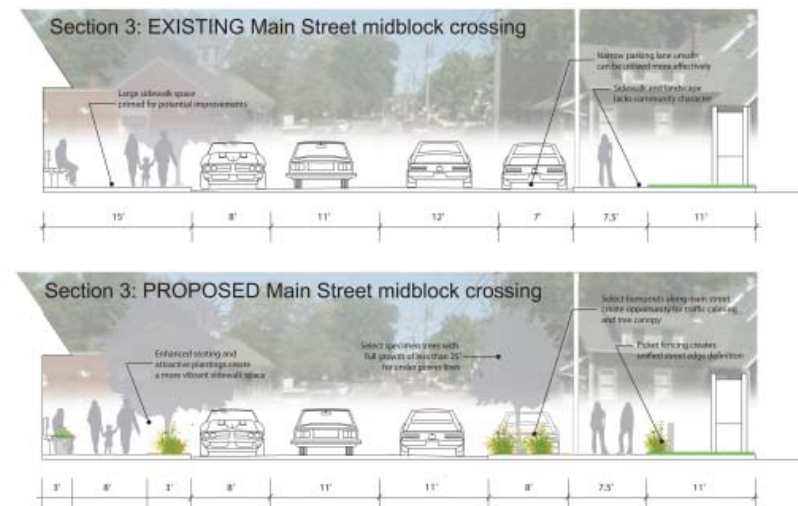 Section 3: EXISTING Main Street midblock crossing
Large sidewalk space
primed for potential improvements
Narrow parking lane unsafe
can be utilized more effectively
Sidewalk and landscape
lacks community character
15' 8' 11' 12' 7' 7.5' 11'
Section 3: PROPOSED Main Street midblock crossing
Enhanced seating and
attractive plantings create
a more vibrant sidewalk space
Select specimen trees with
full growth of less than 25'
for under power lines
Select bumpouts along main street
create opportunity for traffic calming
and tree canopy
Picket fencing creates
unified street edge definition
3' 8' 3' 8' 11' 11' 8' 7.5' 11'